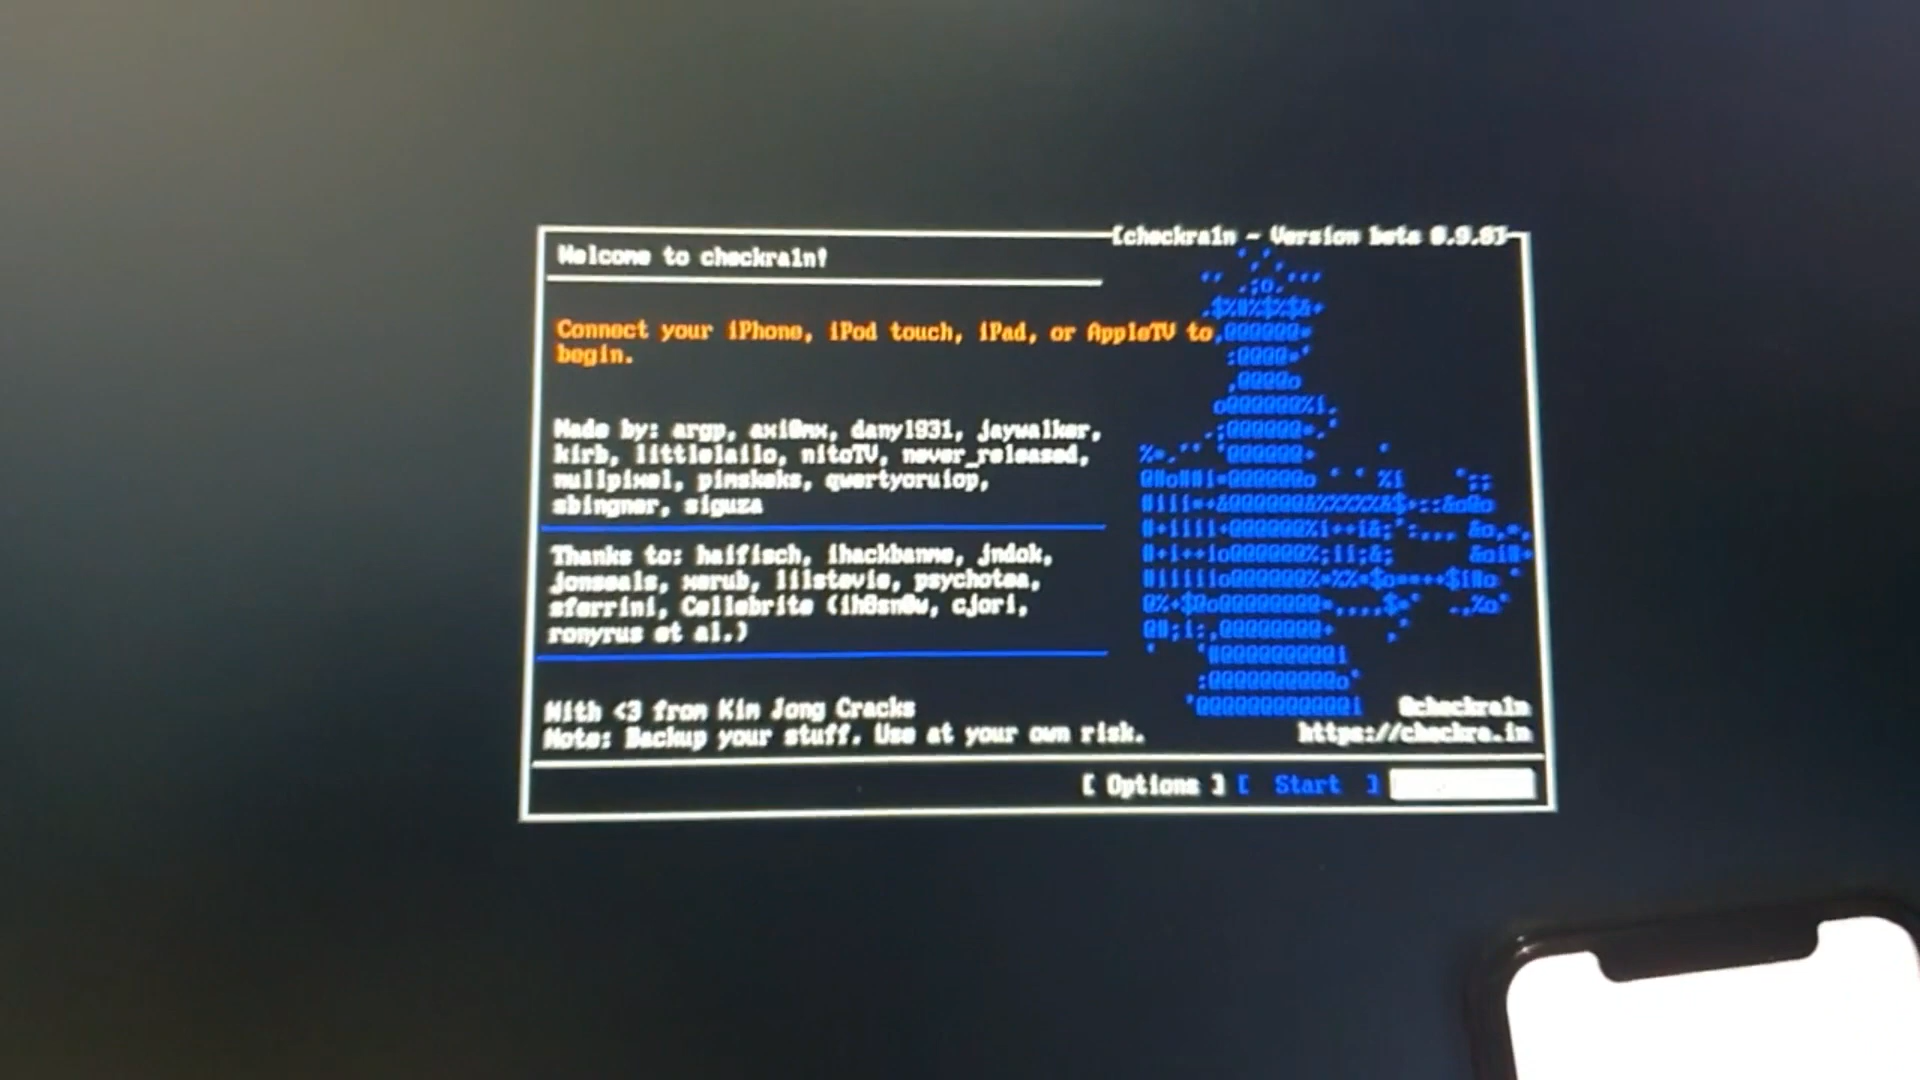 [checkra1n - Version beta 0.9.8]
Welcome to checkra1n!
Connect your iPhone, iPod touch, iPad, or AppleTV to
begin.
Made by: argp, axi0mx, danyl931, jaywalker,
kirb, littlelailo, nitoTV, never_released,
nullpixel, pimskeks, qwertyoruiop,
sbingner, siguza
Thanks to: haifisch, ihackbanme, jndok,
jonseals, xerub, lilstevie, psychotea,
sferrini, Cellebrite (ih8sn0w, cjori,
ronyrus et al.)
With <3 from Kim Jong Cracks
@checkra1n
Note: Backup your stuff. Use at your own risk.
https://checkra.in
[ Options ] [ Start ]